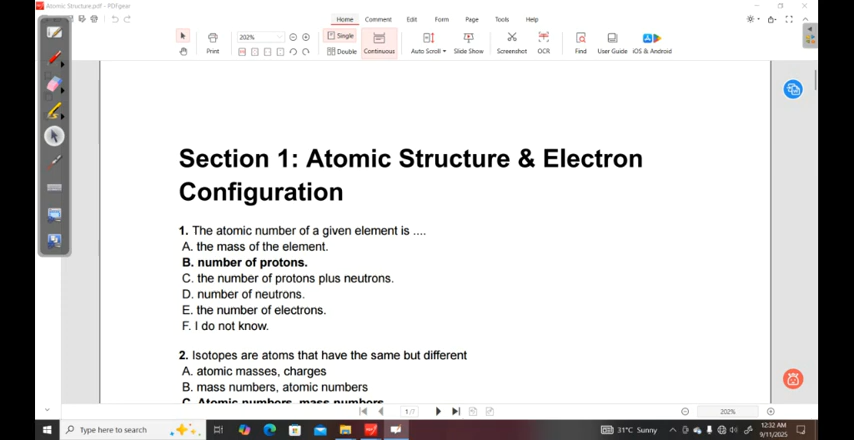 Atomic Structure.pdf - PDFgear
Home Comment Edit Form Page Tools Help
202% Single
Print Double Continuous Auto Scroll Slide Show Screenshot OCR Find User Guide iOS & Android
Section 1: Atomic Structure & Electron
Configuration
1. The atomic number of a given element is ....
A. the mass of the element.
B. number of protons.
C. the number of protons plus neutrons.
D. number of neutrons.
E. the number of electrons.
F. I do not know.
2. Isotopes are atoms that have the same but different
A. atomic masses, charges
B. mass numbers, atomic numbers
C. Atomic numbers, mass numbers
1/7 202%
Type here to search 31°C Sunny 12:32 AM
9/11/2025